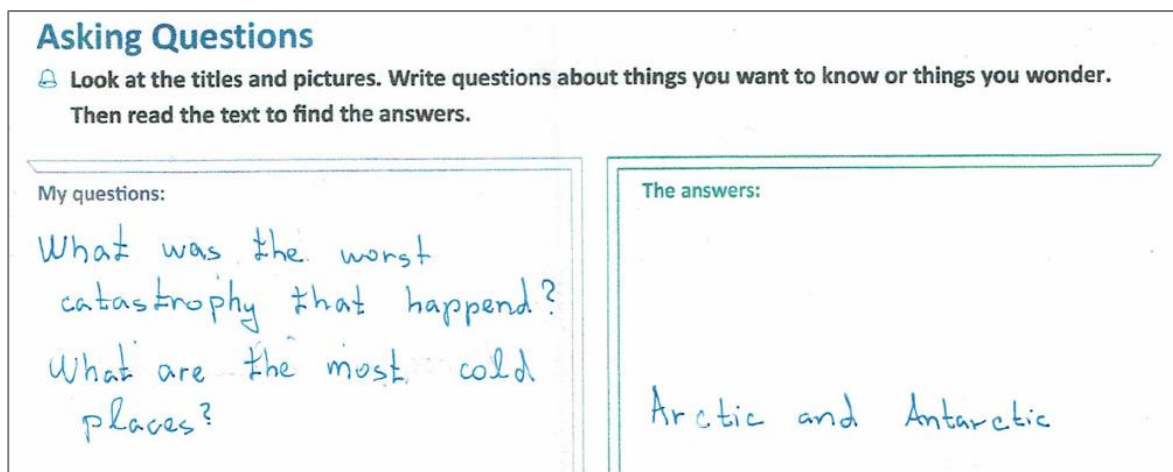 Asking Questions
Look at the titles and pictures. Write questions about things you want to know or things you wonder.
Then read the text to find the answers.
My questions:
What was the worst
catastrophy that happend?
What are the most cold
places?
The answers:
Arctic and Antarctic